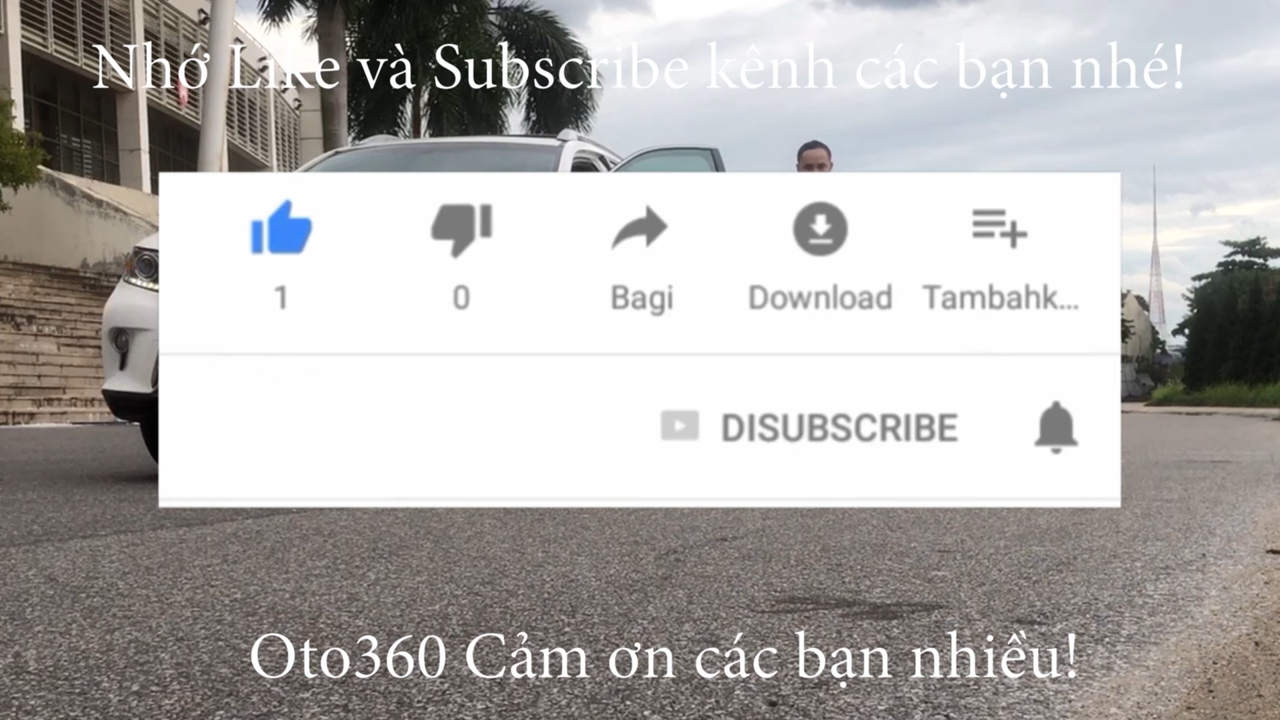 Nhớ Like và Subscribe kênh các bạn nhé!
1 0 Bagi Download Tambahk...
DISUBSCRIBE
Oto360 Cảm ơn các bạn nhiều!